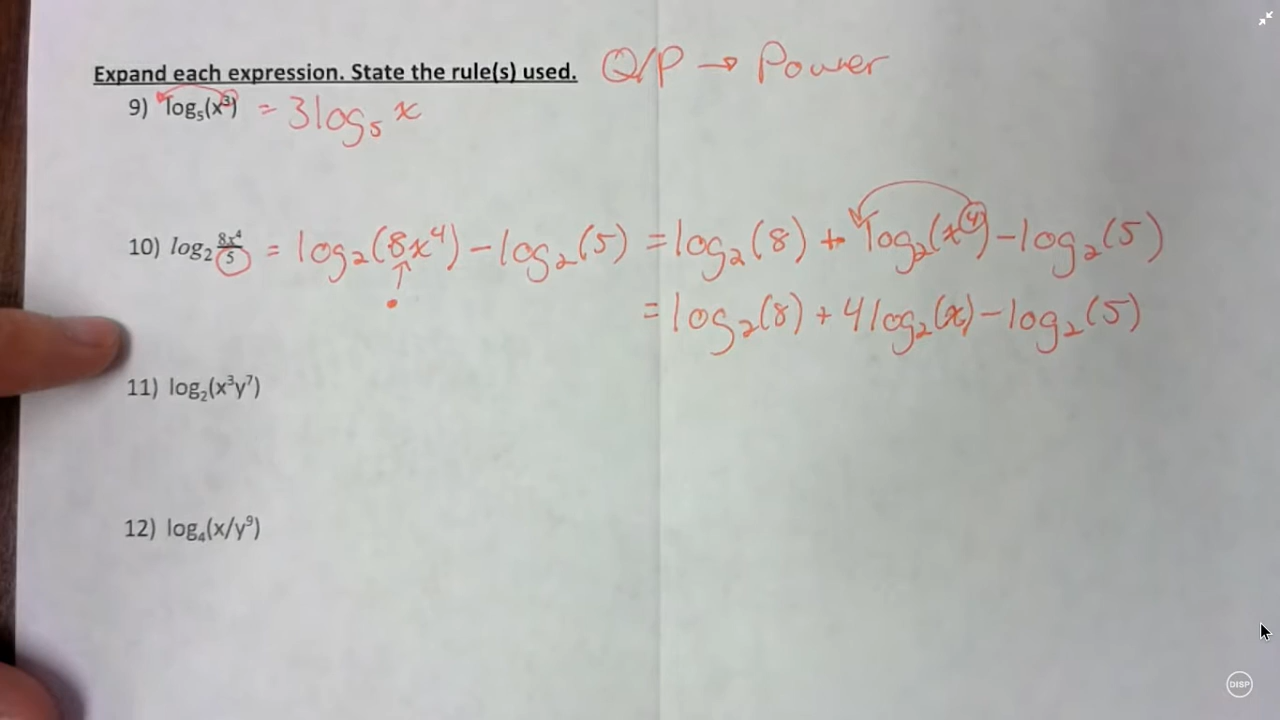 Expand each expression. State the rule(s) used. Q/P → Power
9) log₅(x³) = 3log₅ x
10) log₂ 8x⁴/5 = log₂(8x⁴) – log₂(5) = log₂(8) + log₂(x⁴) – log₂(5)
= log₂(8) + 4log₂(x) – log₂(5)
11) log₂(x³y⁷)
12) log₄(x/y⁹)
DISP